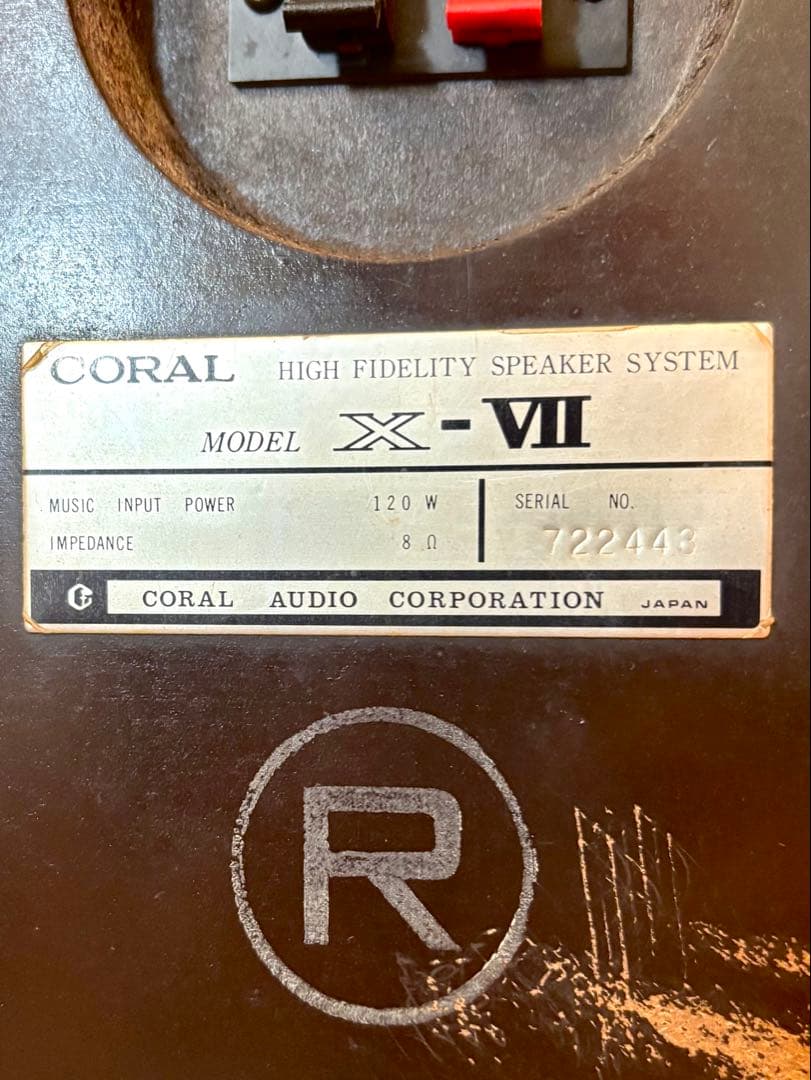 CORAL HIGH FIDELITY SPEAKER SYSTEM
MODEL X-VII
MUSIC INPUT POWER 120 W
IMPEDANCE 8 Ω
SERIAL NO.
722443
CORAL AUDIO CORPORATION JAPAN
R